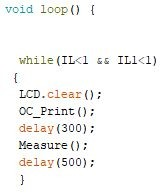 void loop() {
while(IL<1 && IL1<1)
{
LCD.clear();
OC_Print();
delay(300);
Measure();
delay(500);
}